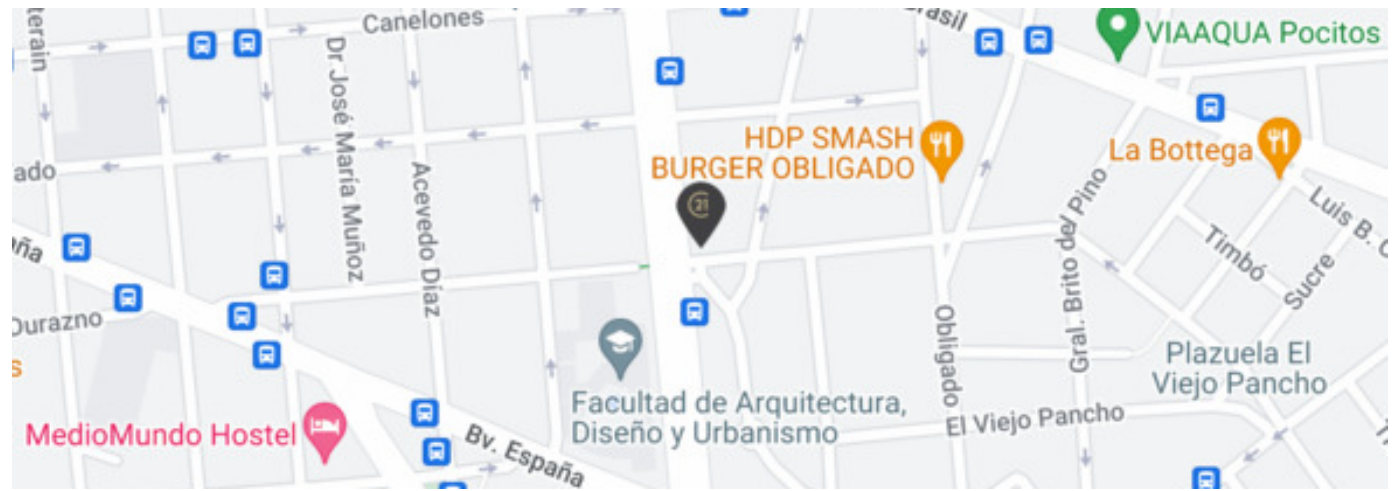 Canelones
Brasil
VIAAQUA Pocitos
terain
Dr José María Muñoz
HDP SMASH
BURGER OBLIGADO
La Bottega
ado
Acevedo Díaz
21
Gral. Brito del Pino
Luis B. C
Timbó
Sucre
ña
Durazno
Obligado
s
Plazuela El
Viejo Pancho
Facultad de Arquitectura,
Diseño y Urbanismo
El Viejo Pancho
MedioMundo Hostel
Bv. España